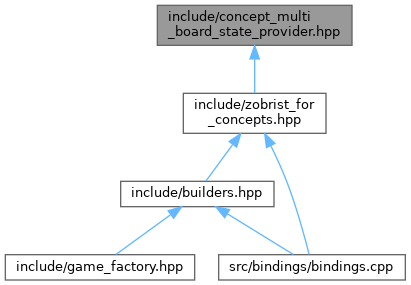 include/concept_multi
_board_state_provider.hpp
include/zobrist_for
_concepts.hpp
include/builders.hpp
include/game_factory.hpp
src/bindings/bindings.cpp